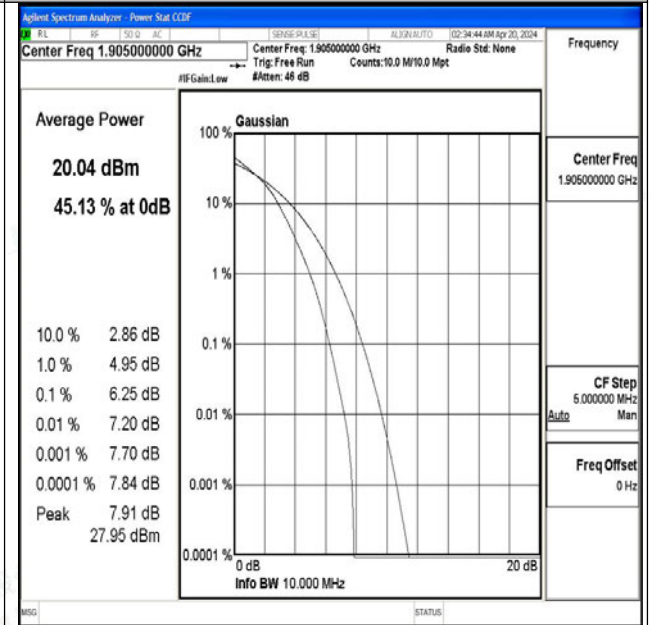 Agilent Spectrum Analyzer - Power Stat CCDF
RL RF 50 Ω AC SENSE:PULSE ALIGNAUTO 02:34:44 AM Apr 20, 2024
Center Freq 1.905000000 GHz
Center Freq: 1.905000000 GHz Radio Std: None
Trig: Free Run Counts:10.0 M/10.0 Mpt
#IFGain:Low #Atten: 46 dB
Frequency
Average Power
20.04 dBm
45.13 % at 0dB
10.0 % 2.86 dB
1.0 % 4.95 dB
0.1 % 6.25 dB
0.01 % 7.20 dB
0.001 % 7.70 dB
0.0001 % 7.84 dB
Peak 7.91 dB
27.95 dBm
Gaussian
100 %
10 %
1 %
0.1 %
0.01 %
0.001 %
0.0001 %
0 dB 20 dB
Info BW 10.000 MHz
Center Freq
1.905000000 GHz
CF Step
5.000000 MHz
Auto Man
Freq Offset
0 Hz
MSG STATUS